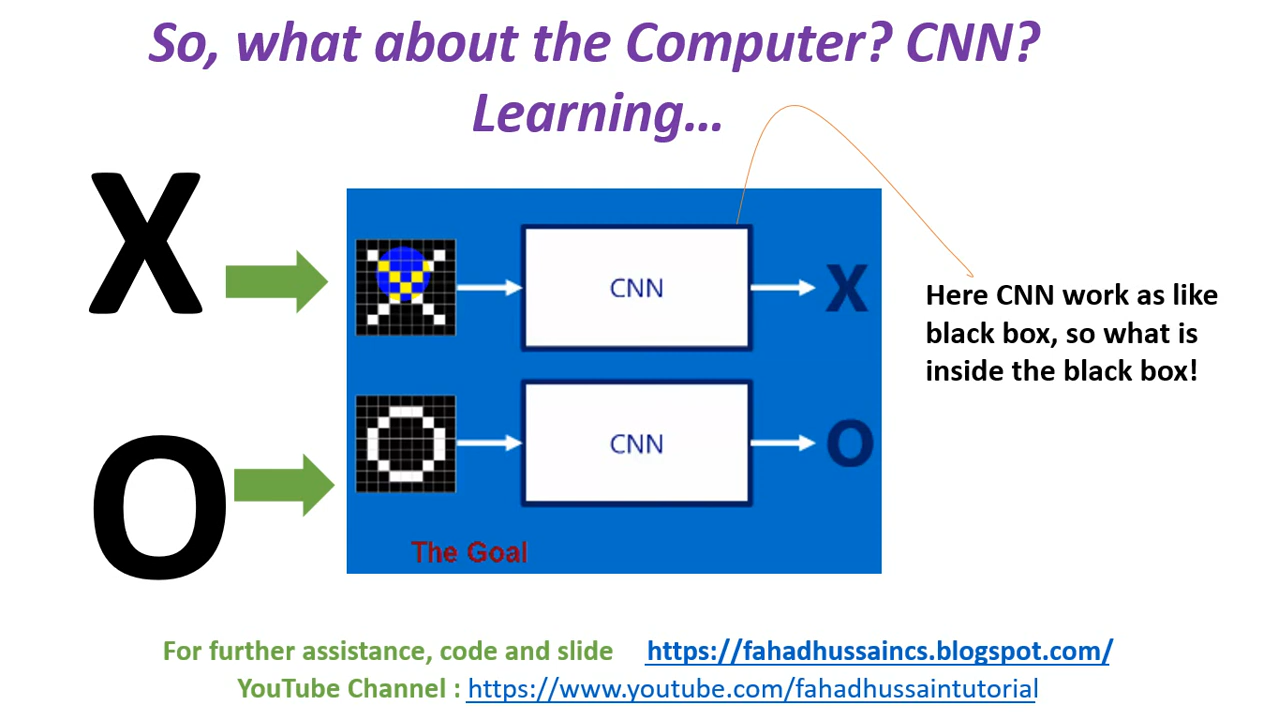 So, what about the Computer? CNN?
Learning...
X
CNN
X
Here CNN work as like
black box, so what is
inside the black box!
O
CNN
O
The Goal
For further assistance, code and slide https://fahadhussaincs.blogspot.com/
YouTube Channel : https://www.youtube.com/fahadhussaintutorial